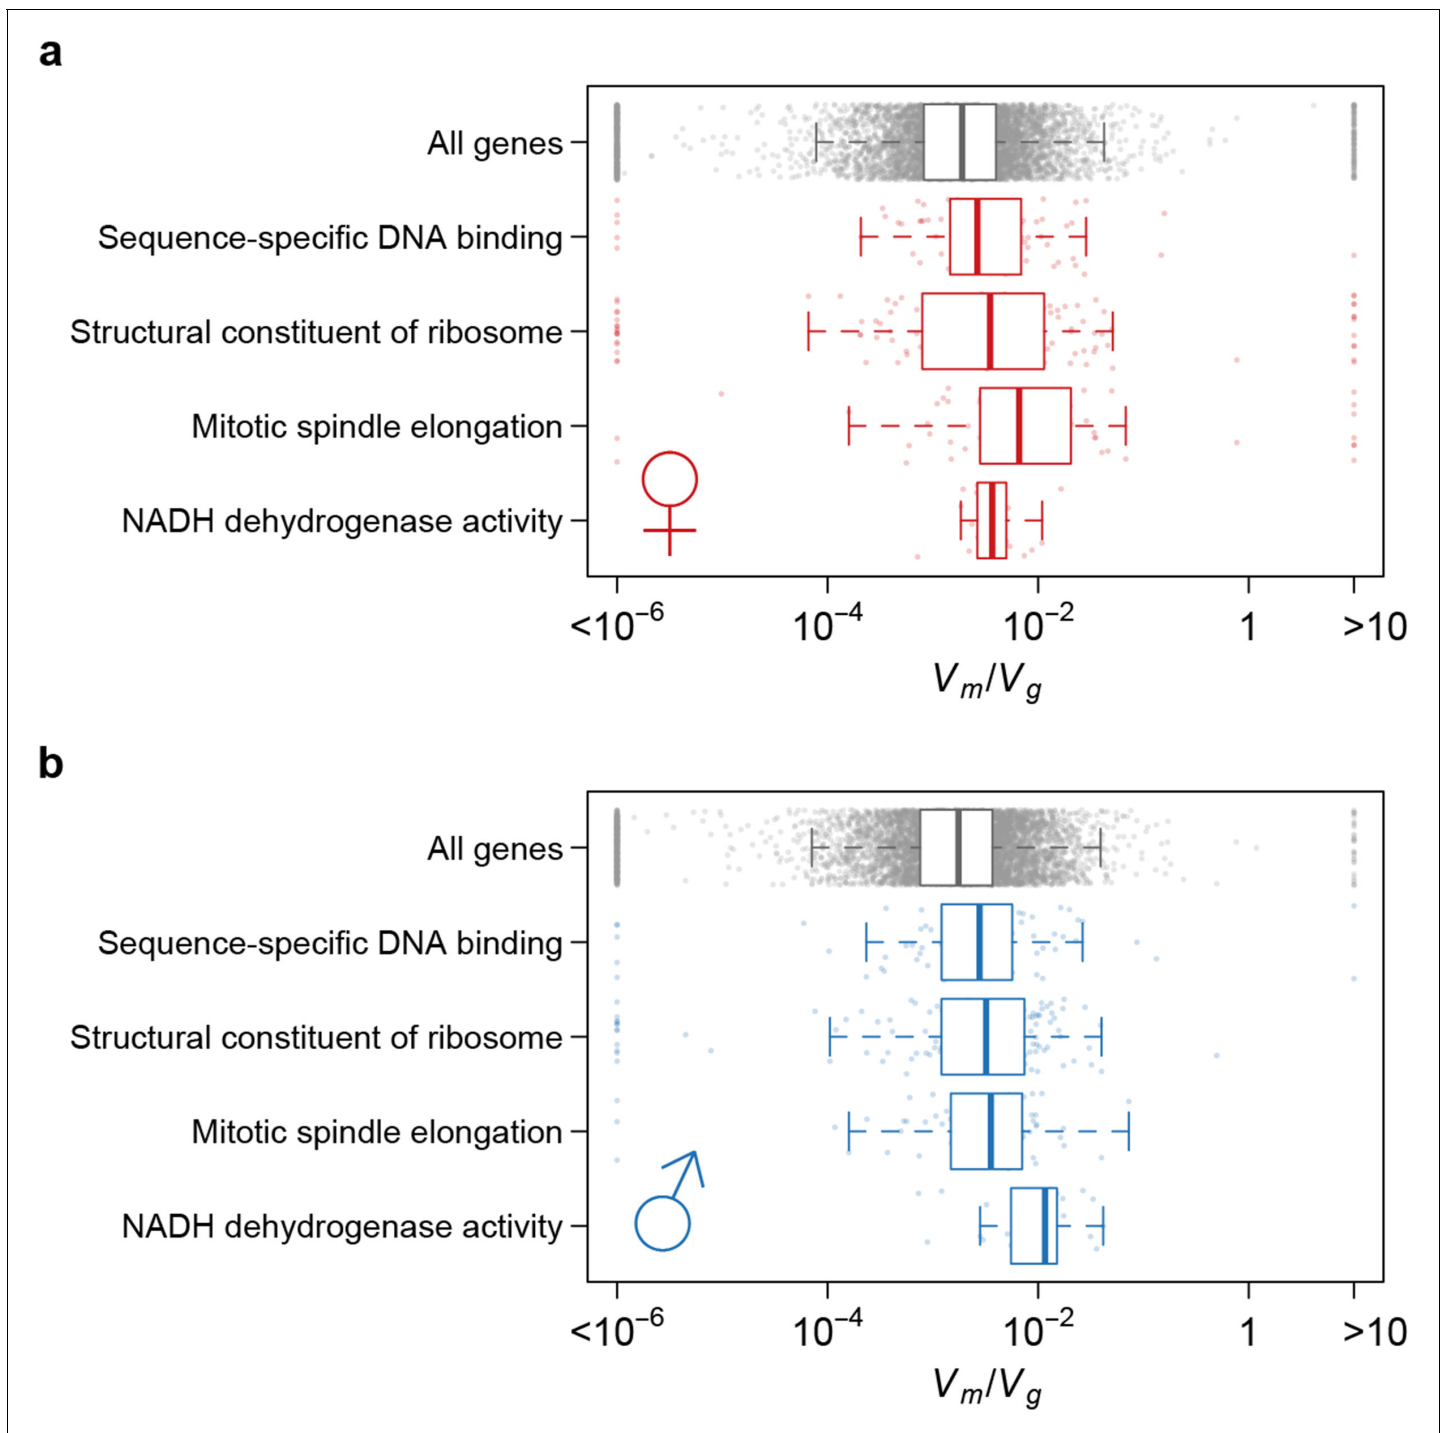 a
All genes
Sequence-specific DNA binding
Structural constituent of ribosome
Mitotic spindle elongation
NADH dehydrogenase activity
<10⁻⁶ 10⁻⁴ 10⁻² 1 >10
Vₘ/V_g
b
All genes
Sequence-specific DNA binding
Structural constituent of ribosome
Mitotic spindle elongation
NADH dehydrogenase activity
<10⁻⁶ 10⁻⁴ 10⁻² 1 >10
Vₘ/V_g